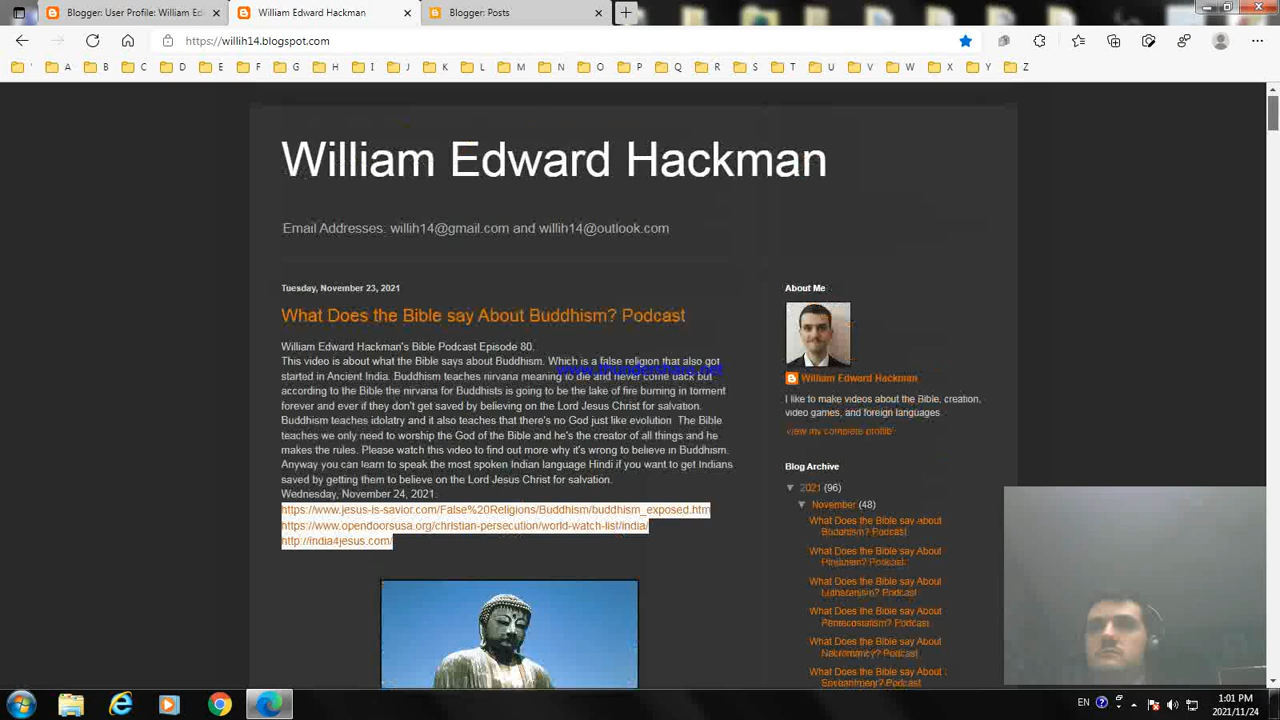 Blogger: User Profile: William Ed
William Edward Hackman
Blogger: Posts
https://willih14.blogspot.com
' A B C D E F G H I J K L M N O P Q R S T U V W X Y Z
William Edward Hackman
Email Addresses: willih14@gmail.com and willih14@outlook.com
Tuesday, November 23, 2021
What Does the Bible say About Buddhism? Podcast
William Edward Hackman's Bible Podcast Episode 80.
This video is about what the Bible says about Buddhism. Which is a false religion that also got
started in Ancient India. Buddhism teaches nirvana meaning to die and never come back but
www.thundershare.net
according to the Bible the nirvana for Buddhists is going to be the lake of fire burning in torment
forever and ever if they don't get saved by believing on the Lord Jesus Christ for salvation.
Buddhism teaches idolatry and it also teaches that there's no God just like evolution. The Bible
teaches we only need to worship the God of the Bible and he's the creator of all things and he
makes the rules. Please watch this video to find out more why it's wrong to believe in Buddhism.
Anyway you can learn to speak the most spoken Indian language Hindi if you want to get Indians
saved by getting them to believe on the Lord Jesus Christ for salvation.
Wednesday, November 24, 2021.
https://www.jesus-is-savior.com/False%20Religions/Buddhism/buddhism_exposed.htm
https://www.opendoorsusa.org/christian-persecution/world-watch-list/india/
http://india4jesus.com/
About Me
William Edward Hackman
I like to make videos about the Bible, creation,
video games, and foreign languages.
View my complete profile
Blog Archive
▼ 2021 (96)
▼ November (48)
What Does the Bible say about
Buddhism? Podcast
What Does the Bible say About
Hinduism? Podcast
What Does the Bible say About
Lutheranism? Podcast
What Does the Bible say About
Pentecostalism? Podcast
What Does the Bible say About
Necromancy? Podcast
What Does the Bible say About
Enchantment? Podcast
EN
1:01 PM
2021/11/24